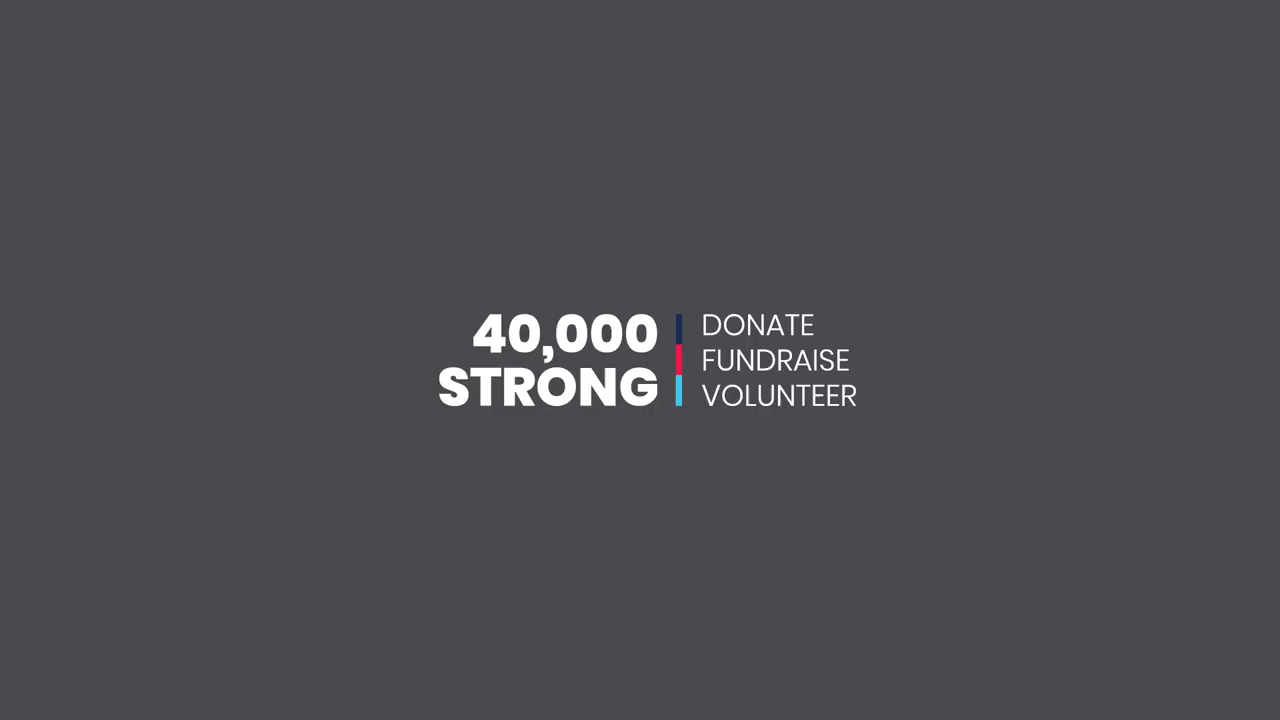 40,000
STRONG
DONATE
FUNDRAISE
VOLUNTEER